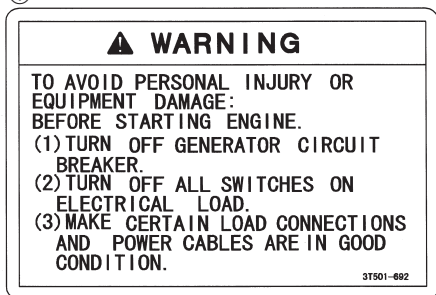 WARNING
TO AVOID PERSONAL INJURY OR
EQUIPMENT DAMAGE:
BEFORE STARTING ENGINE.
(1) TURN OFF GENERATOR CIRCUIT
BREAKER.
(2) TURN OFF ALL SWITCHES ON
ELECTRICAL LOAD.
(3) MAKE CERTAIN LOAD CONNECTIONS
AND POWER CABLES ARE IN GOOD
CONDITION.
3T501-692